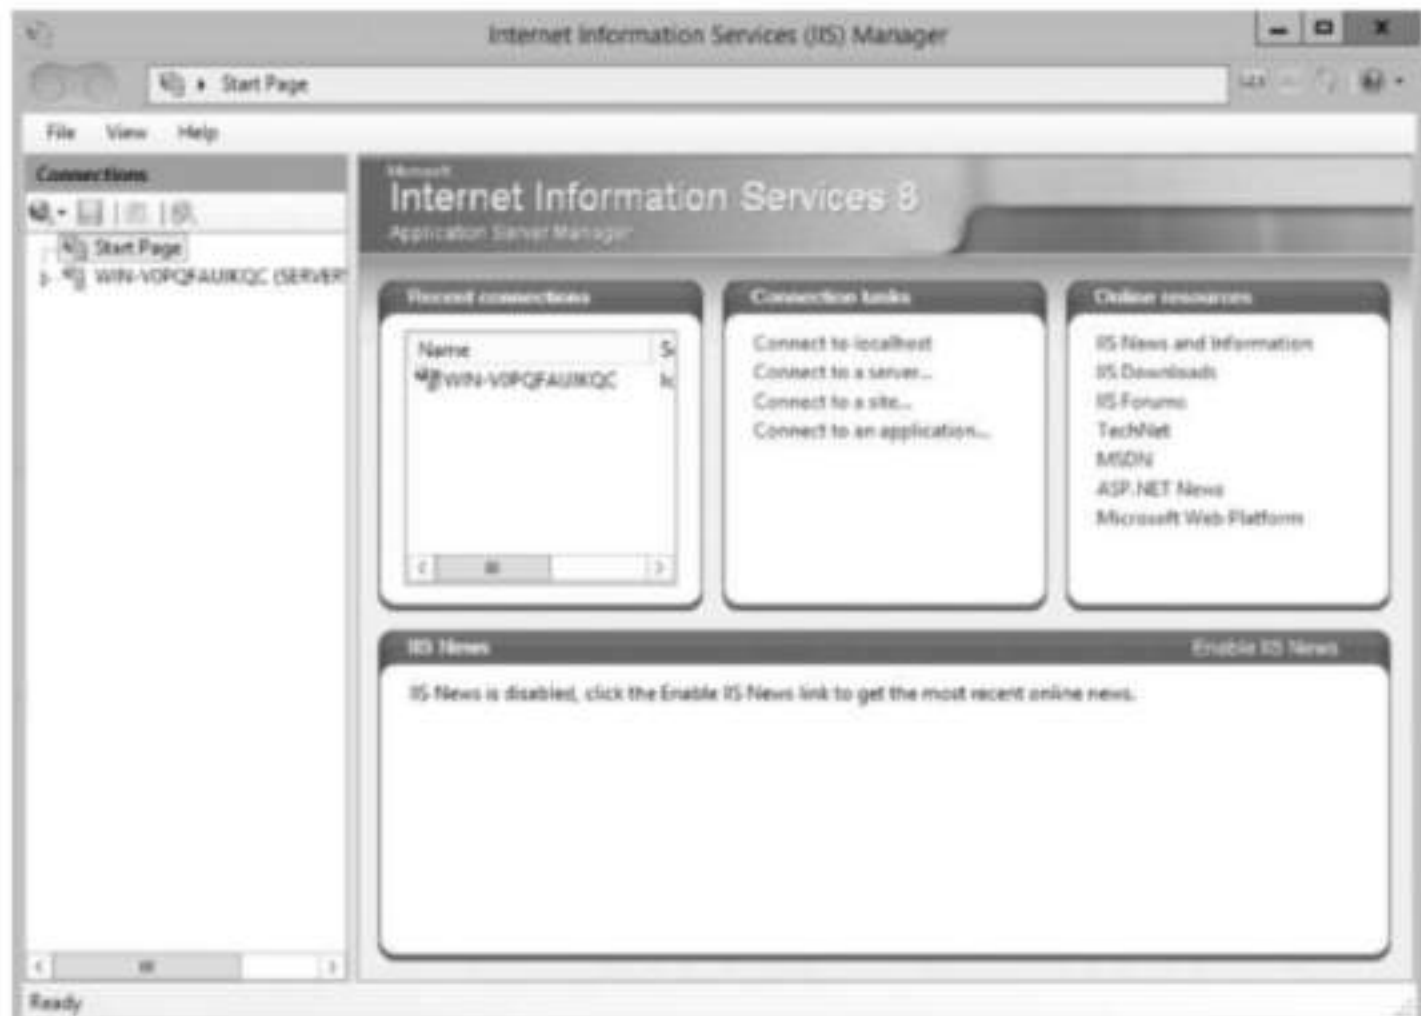 Internet Information Services (IIS) Manager
Start Page
File View Help
Connections
Start Page
WIN-V0PQFAUIKQC (SERVER
Microsoft
Internet Information Services 8
Application Server Manager
Recent connections
Name S
WIN-V0PQFAUIKQC lo
Connection tasks
Connect to localhost
Connect to a server...
Connect to a site...
Connect to an application...
Online resources
IIS News and Information
IIS Downloads
IIS Forums
TechNet
MSDN
ASP.NET News
Microsoft Web Platform
IIS News Enable IIS News
IIS News is disabled, click the Enable IIS News link to get the most recent online news.
Ready